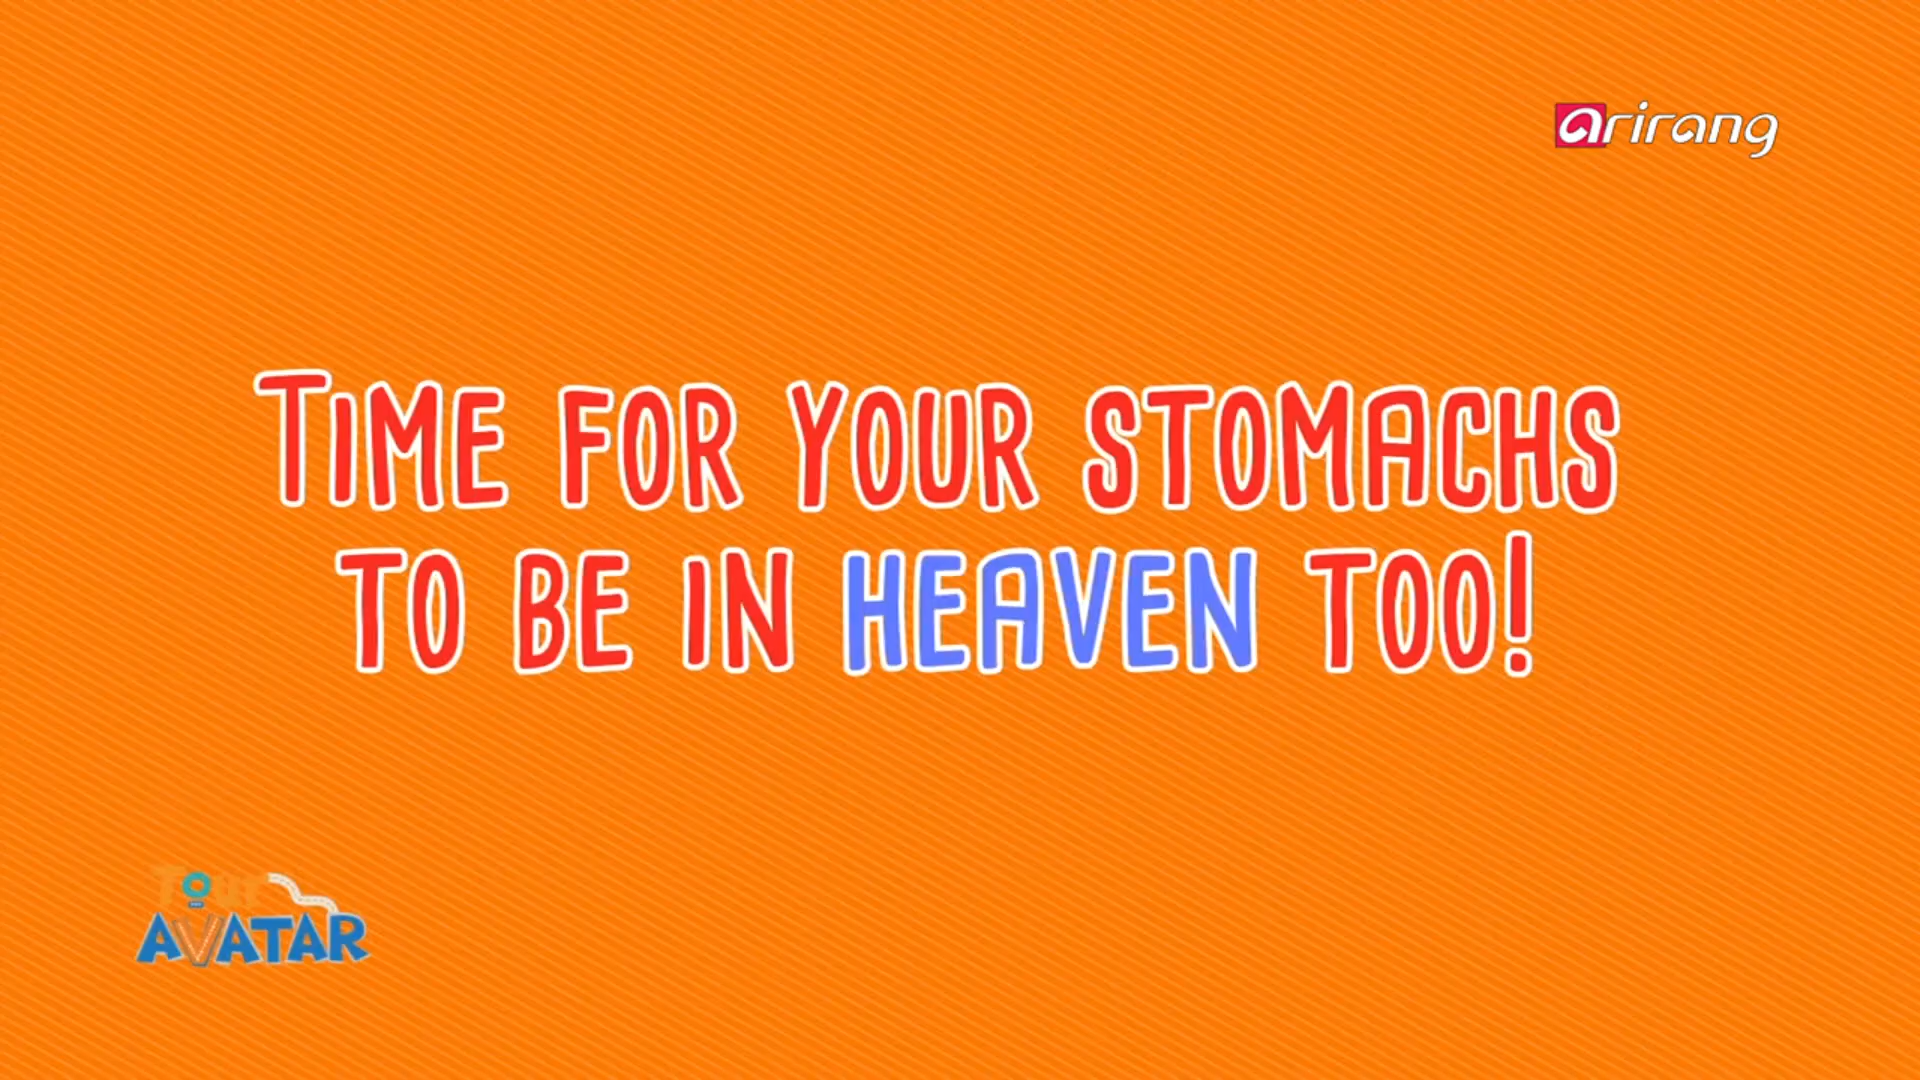 arirang
TIME FOR YOUR STOMACHS
TO BE IN HEAVEN TOO!
Tour
AVATAR